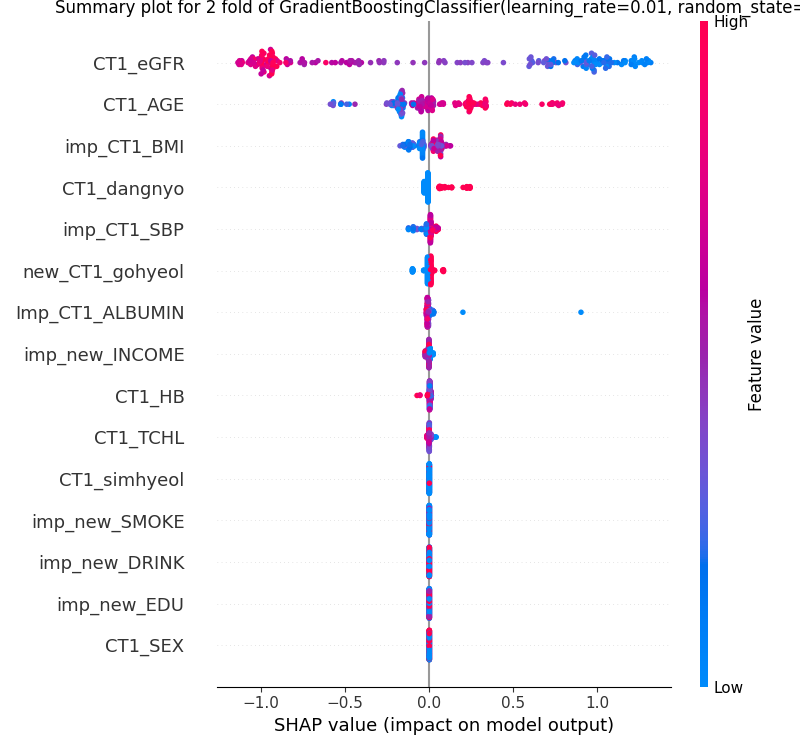 Summary plot for 2 fold of GradientBoostingClassifier(learning_rate=0.01, random_state=
High
CT1_eGFR
CT1_AGE
imp_CT1_BMI
CT1_dangnyo
imp_CT1_SBP
new_CT1_gohyeol
Imp_CT1_ALBUMIN
imp_new_INCOME
CT1_HB
CT1_TCHL
CT1_simhyeol
imp_new_SMOKE
imp_new_DRINK
imp_new_EDU
CT1_SEX
Feature value
Low
−1.0 −0.5 0.0 0.5 1.0
SHAP value (impact on model output)